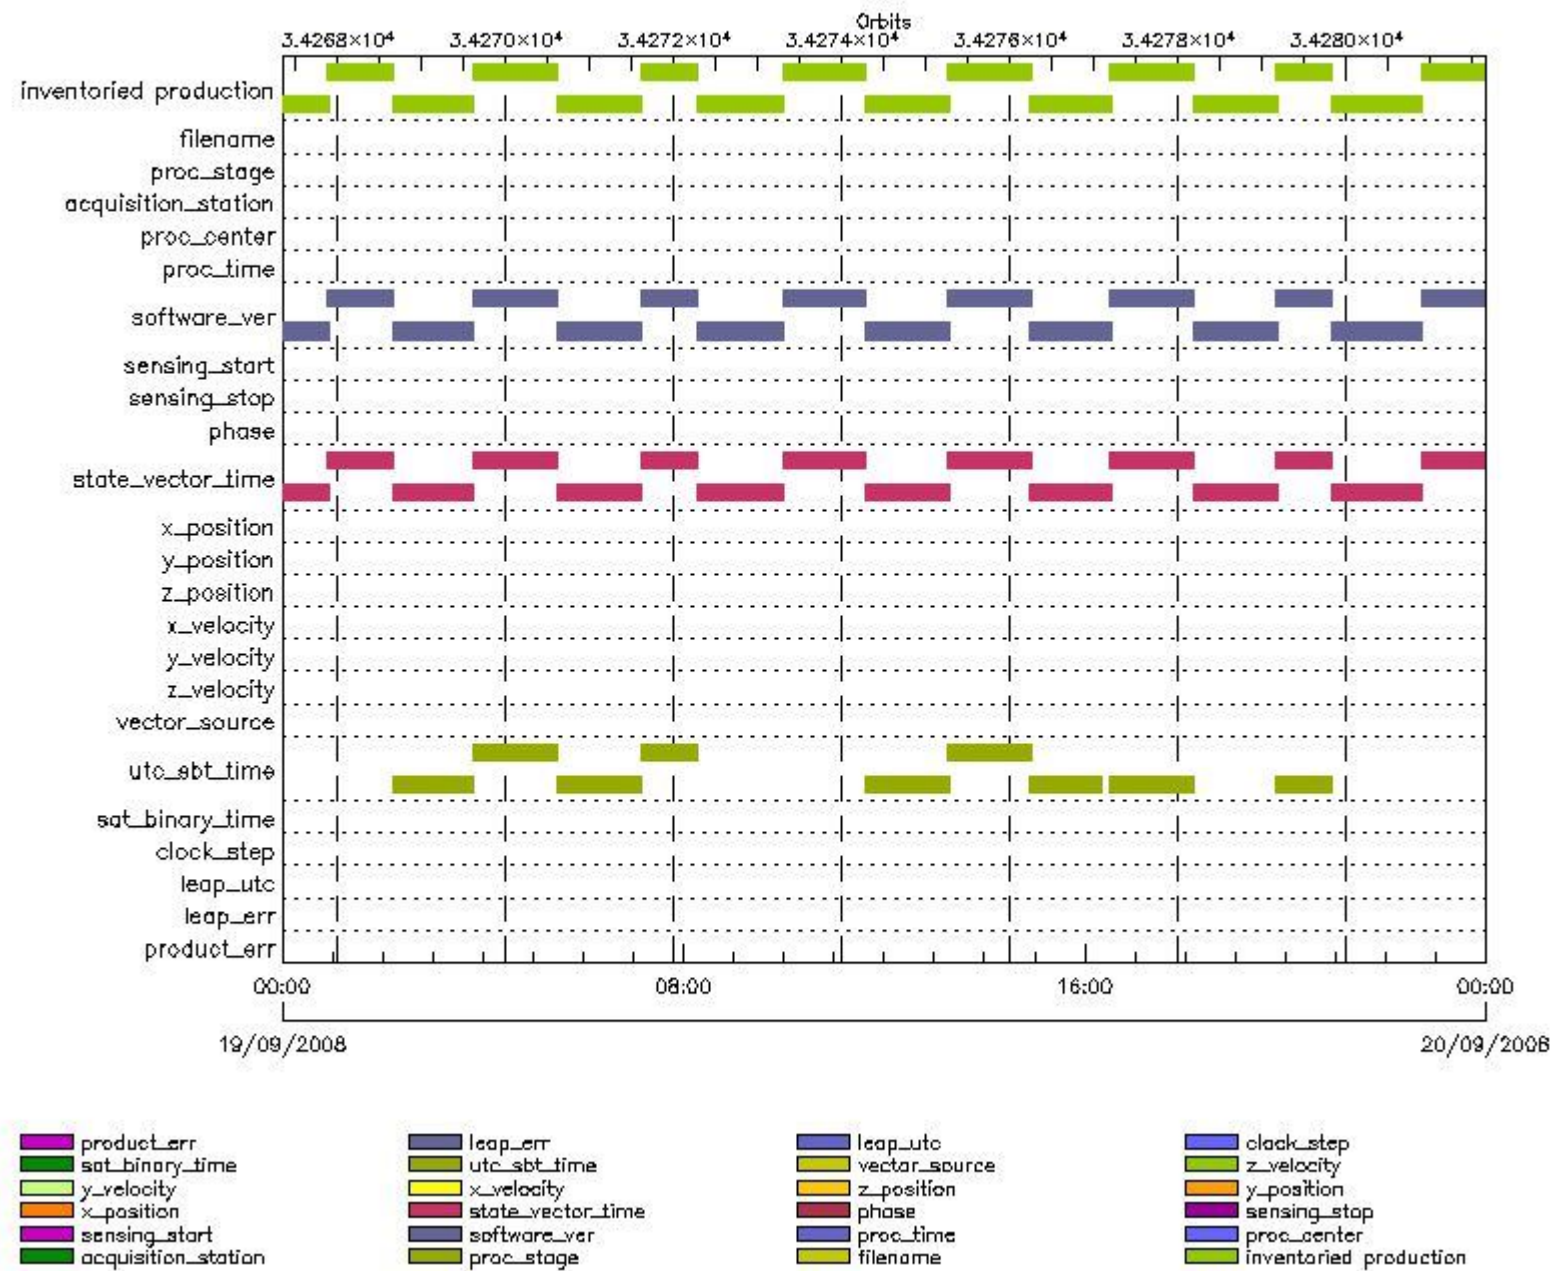 Orbits
3.4268×10⁴ 3.4270×10⁴ 3.4272×10⁴ 3.4274×10⁴ 3.4276×10⁴ 3.4278×10⁴ 3.4280×10⁴
inventoried production
filename
proc_stage
acquisition_station
proc_center
proc_time
software_ver
sensing_start
sensing_stop
phase
state_vector_time
x_position
y_position
z_position
x_velocity
y_velocity
z_velocity
vector_source
utc_sbt_time
sat_binary_time
clock_step
leap_utc
leap_err
product_err
00:00 08:00 16:00 00:00
19/09/2008 20/09/2008
product_err leap_err leap_utc clock_step
sat_binary_time utc_sbt_time vector_source z_velocity
y_velocity x_velocity z_position y_position
x_position state_vector_time phase sensing_stop
sensing_start software_ver proc_time proc_center
acquisition_station proc_stage filename inventoried production